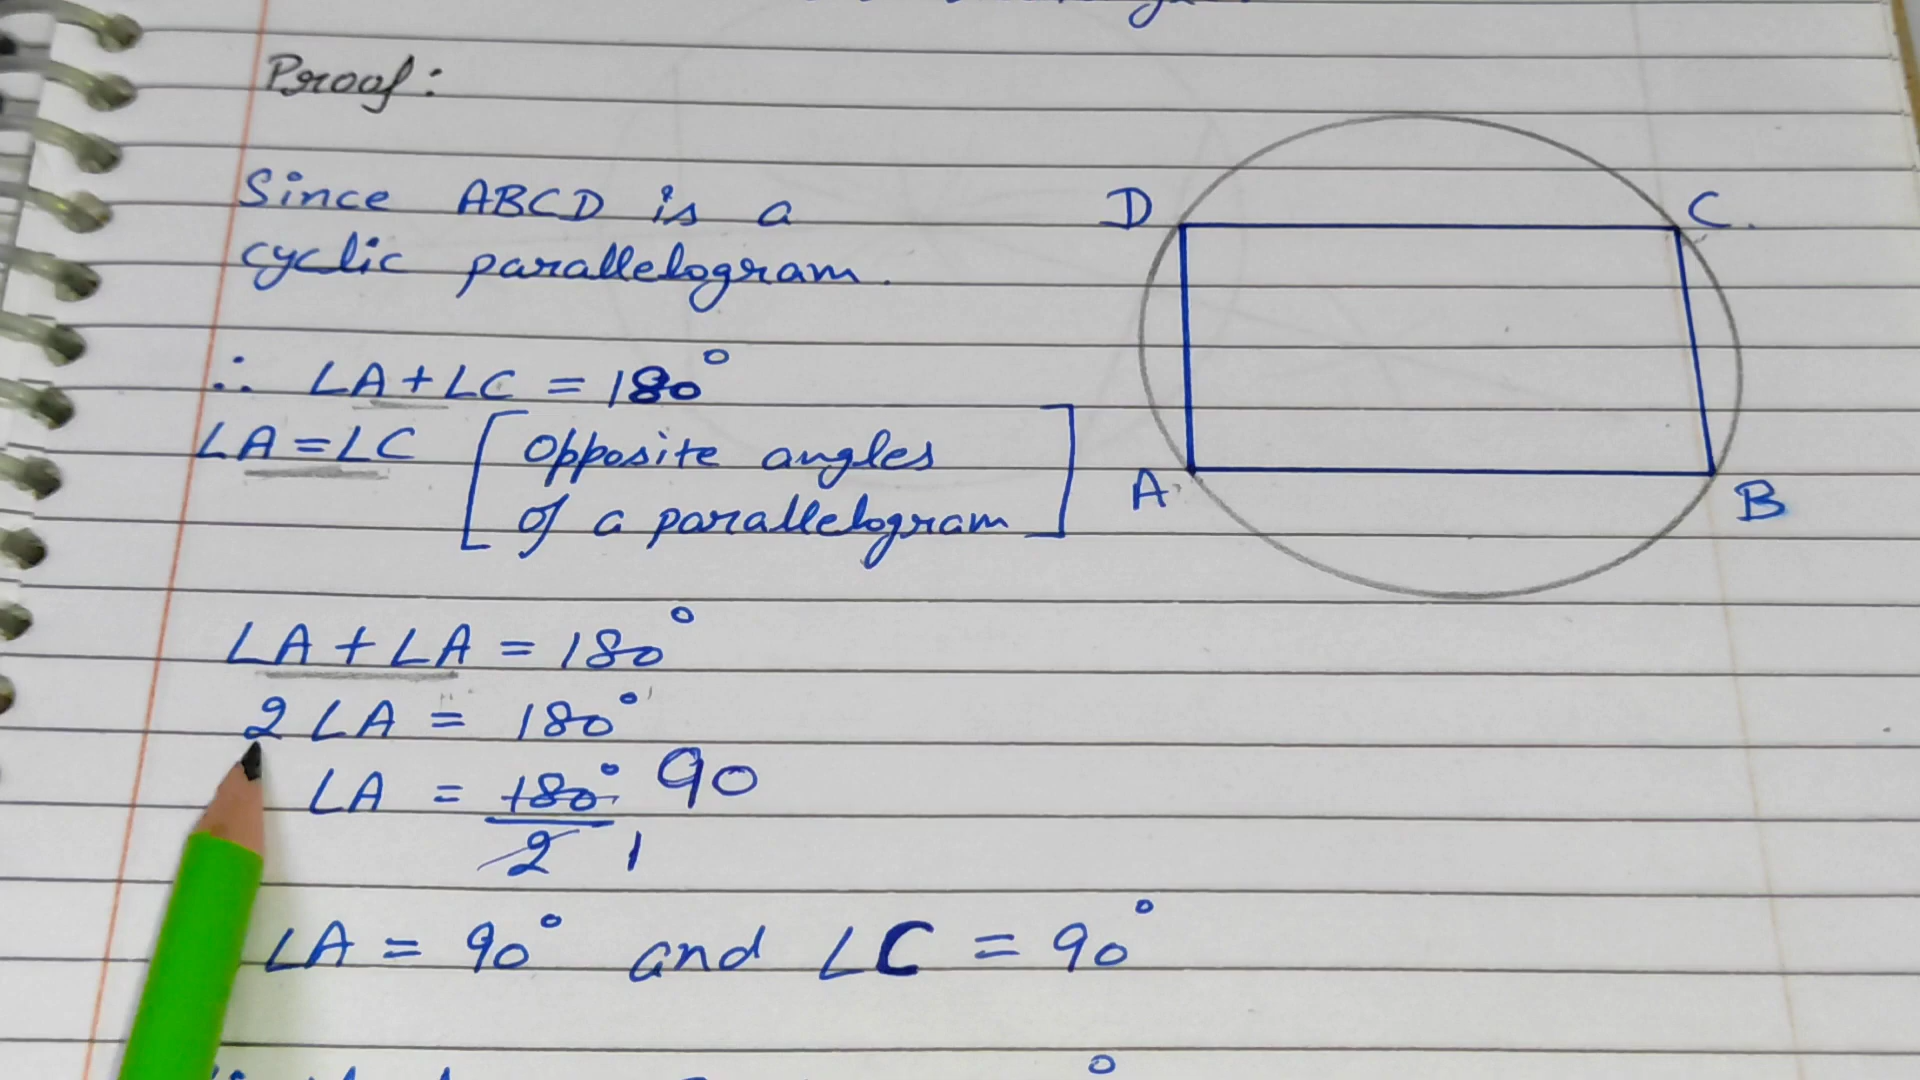 Proof:
Since ABCD is a
cyclic parallelogram.
∴ ∠A+∠C = 180°
∠A=∠C [Opposite angles
of a parallelogram]
D C.
A B
∠A + ∠A = 180°
2 ∠A = 180°
∠A = 180° 90
2 1
∠A = 90° and ∠C = 90°